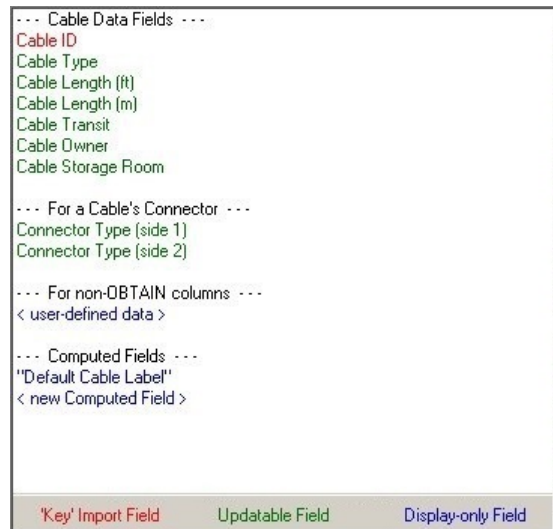 --- Cable Data Fields ---
Cable ID
Cable Type
Cable Length (ft)
Cable Length (m)
Cable Transit
Cable Owner
Cable Storage Room
--- For a Cable's Connector ---
Connector Type (side 1)
Connector Type (side 2)
--- For non-OBTAIN columns ---
< user-defined data >
--- Computed Fields ---
"Default Cable Label"
< new Computed Field >
'Key' Import Field Updatable Field Display-only Field